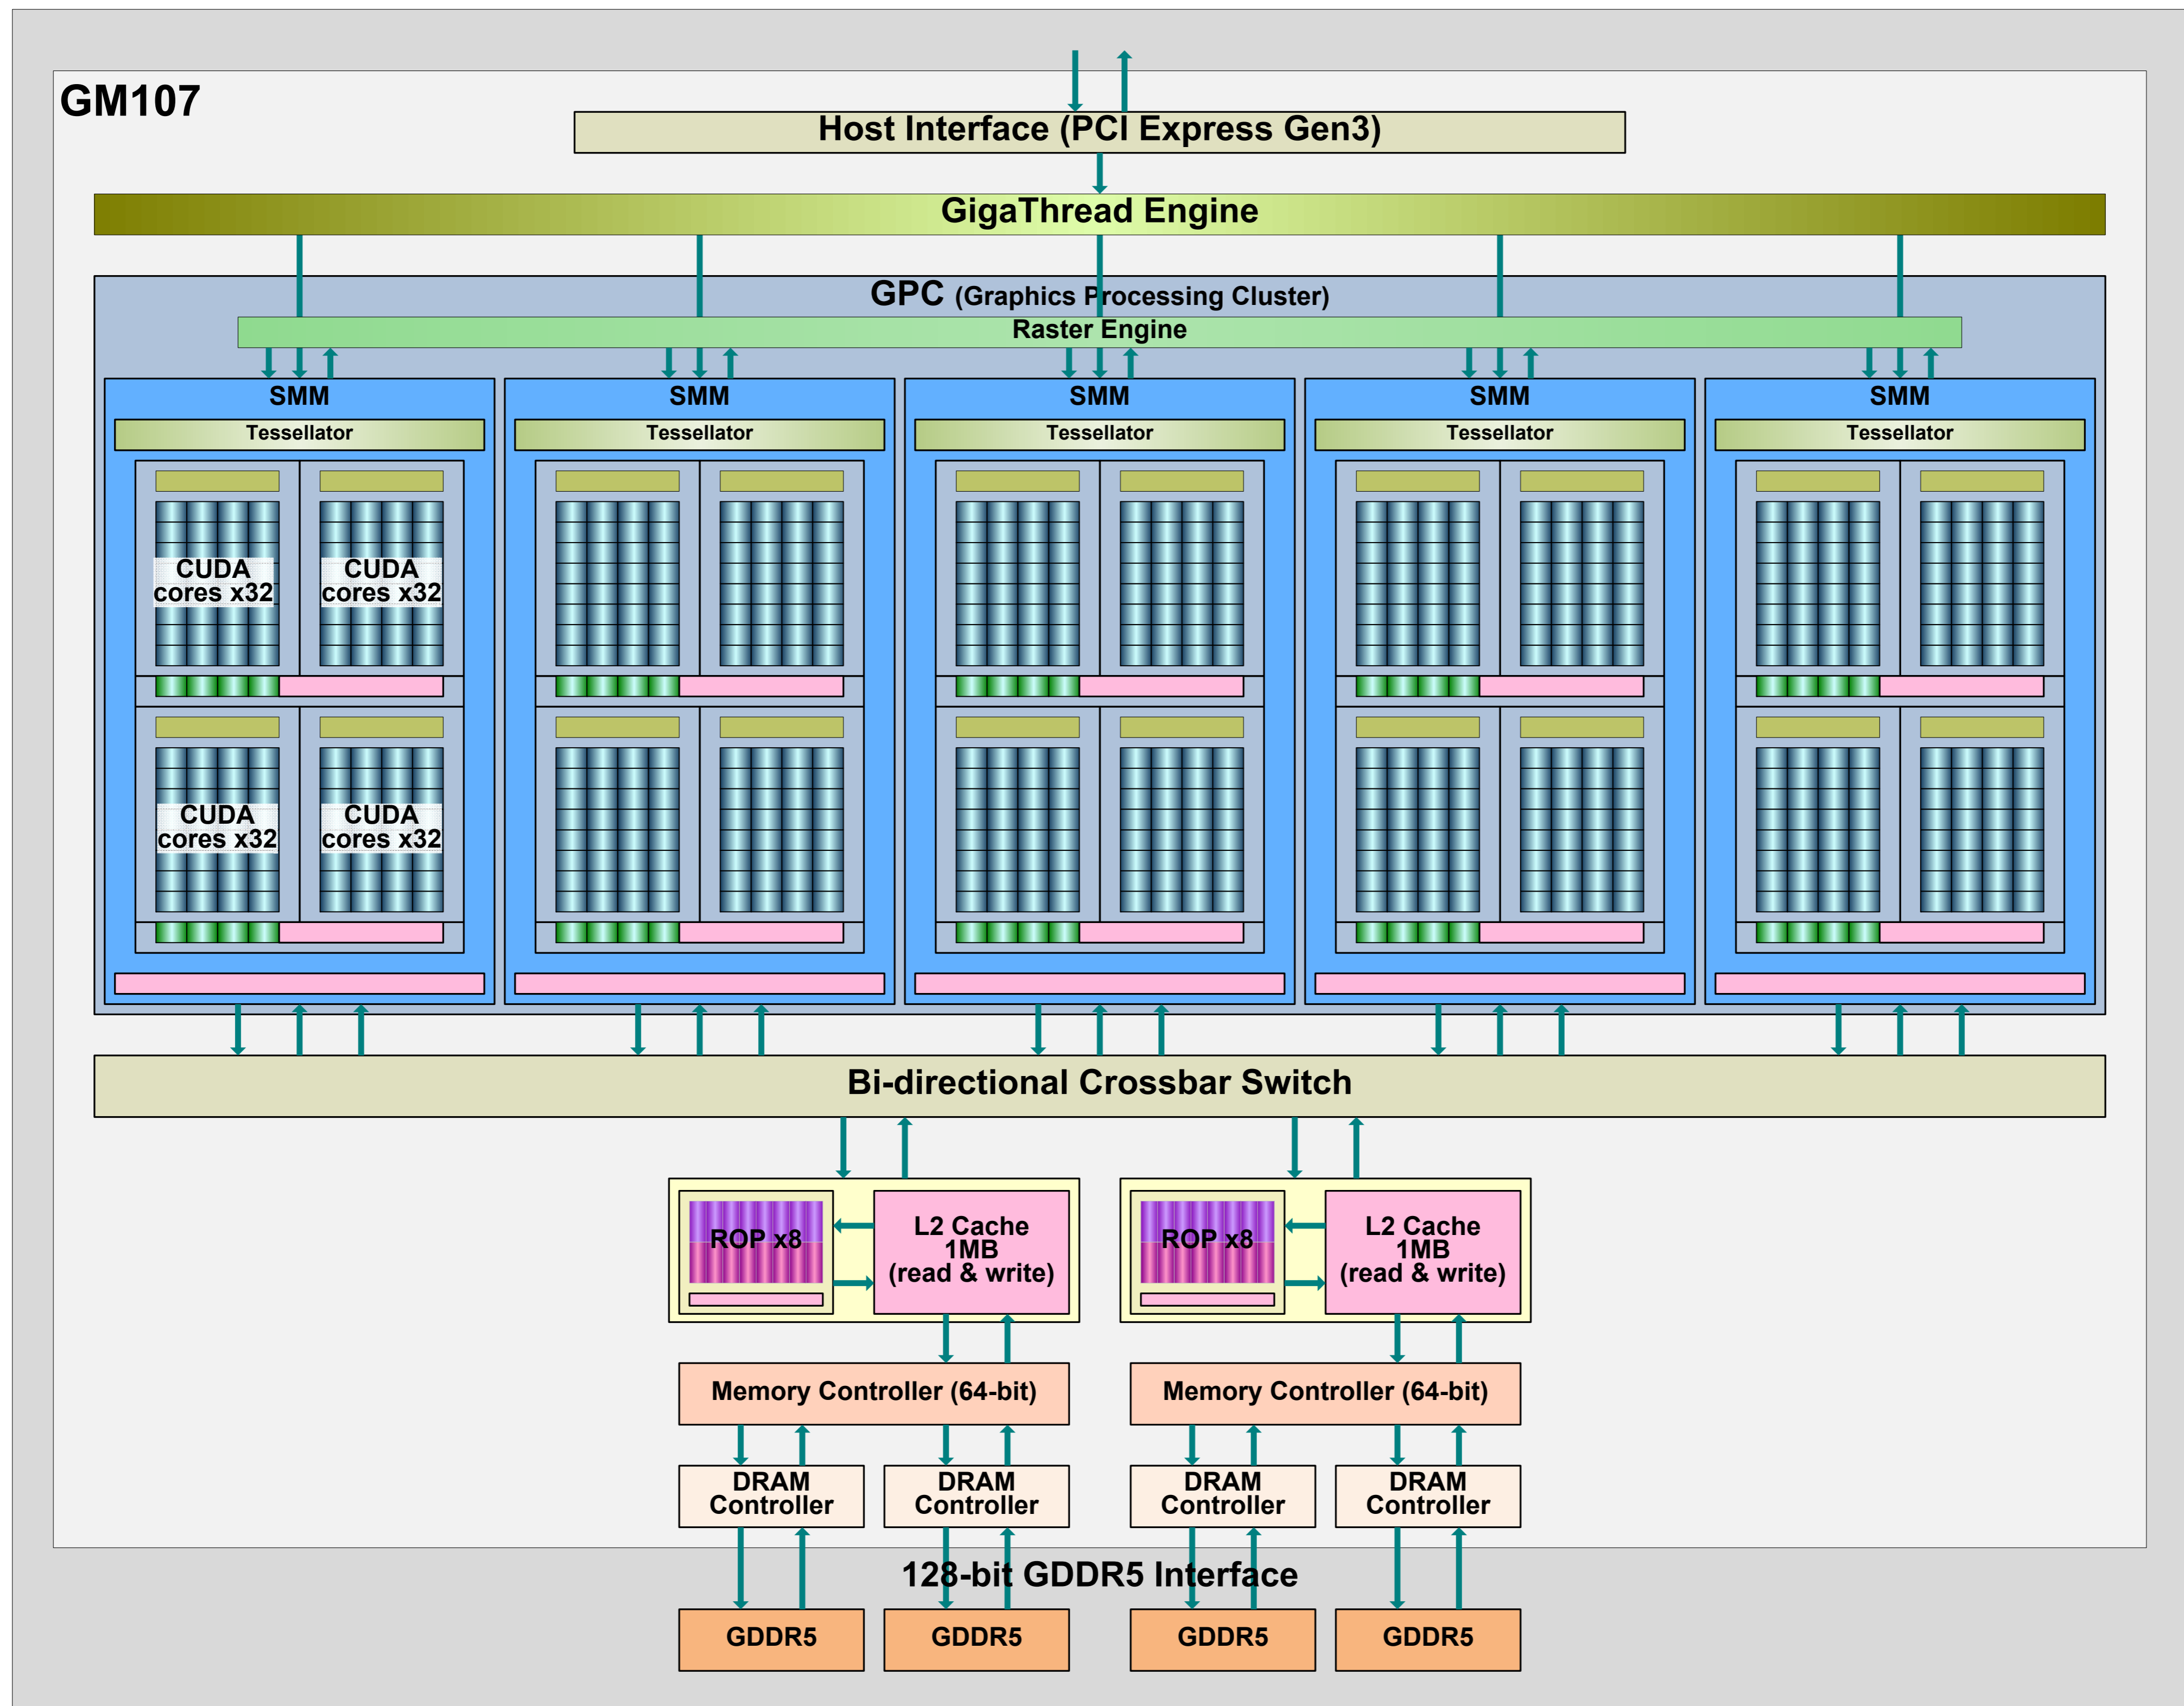 GM107
Host Interface (PCI Express Gen3)
GigaThread Engine
GPC (Graphics Processing Cluster)
Raster Engine
SMM
SMM
SMM
SMM
SMM
Tessellator
Tessellator
Tessellator
Tessellator
Tessellator
CUDA
cores x32
CUDA
cores x32
CUDA
cores x32
CUDA
cores x32
Bi-directional Crossbar Switch
ROP x8
L2 Cache
1MB
(read & write)
ROP x8
L2 Cache
1MB
(read & write)
Memory Controller (64-bit)
Memory Controller (64-bit)
DRAM
Controller
DRAM
Controller
DRAM
Controller
DRAM
Controller
128-bit GDDR5 Interface
GDDR5
GDDR5
GDDR5
GDDR5